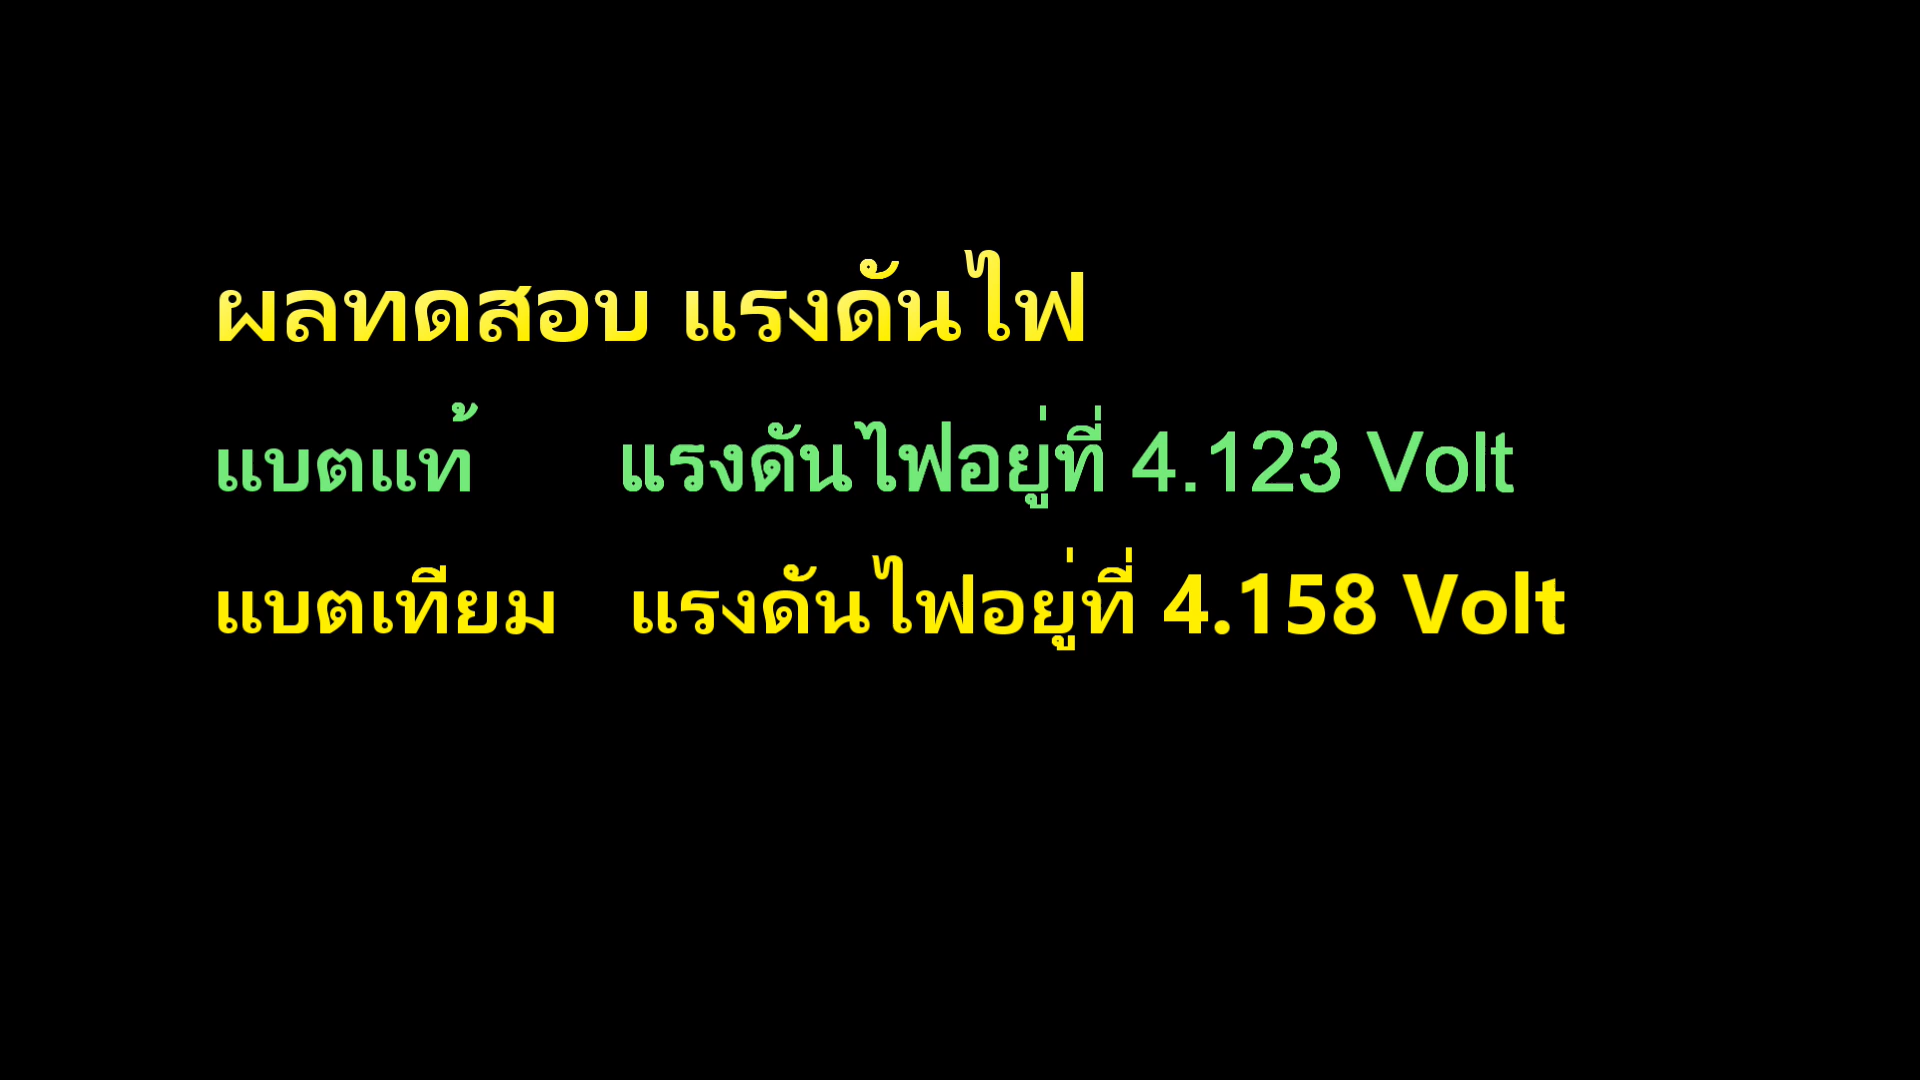 ผลทดสอบ แรงดันไฟ
แบตแท้ แรงดันไฟอยู่ที่ 4.123 Volt
แบตเทียม แรงดันไฟอยู่ที่ 4.158 Volt